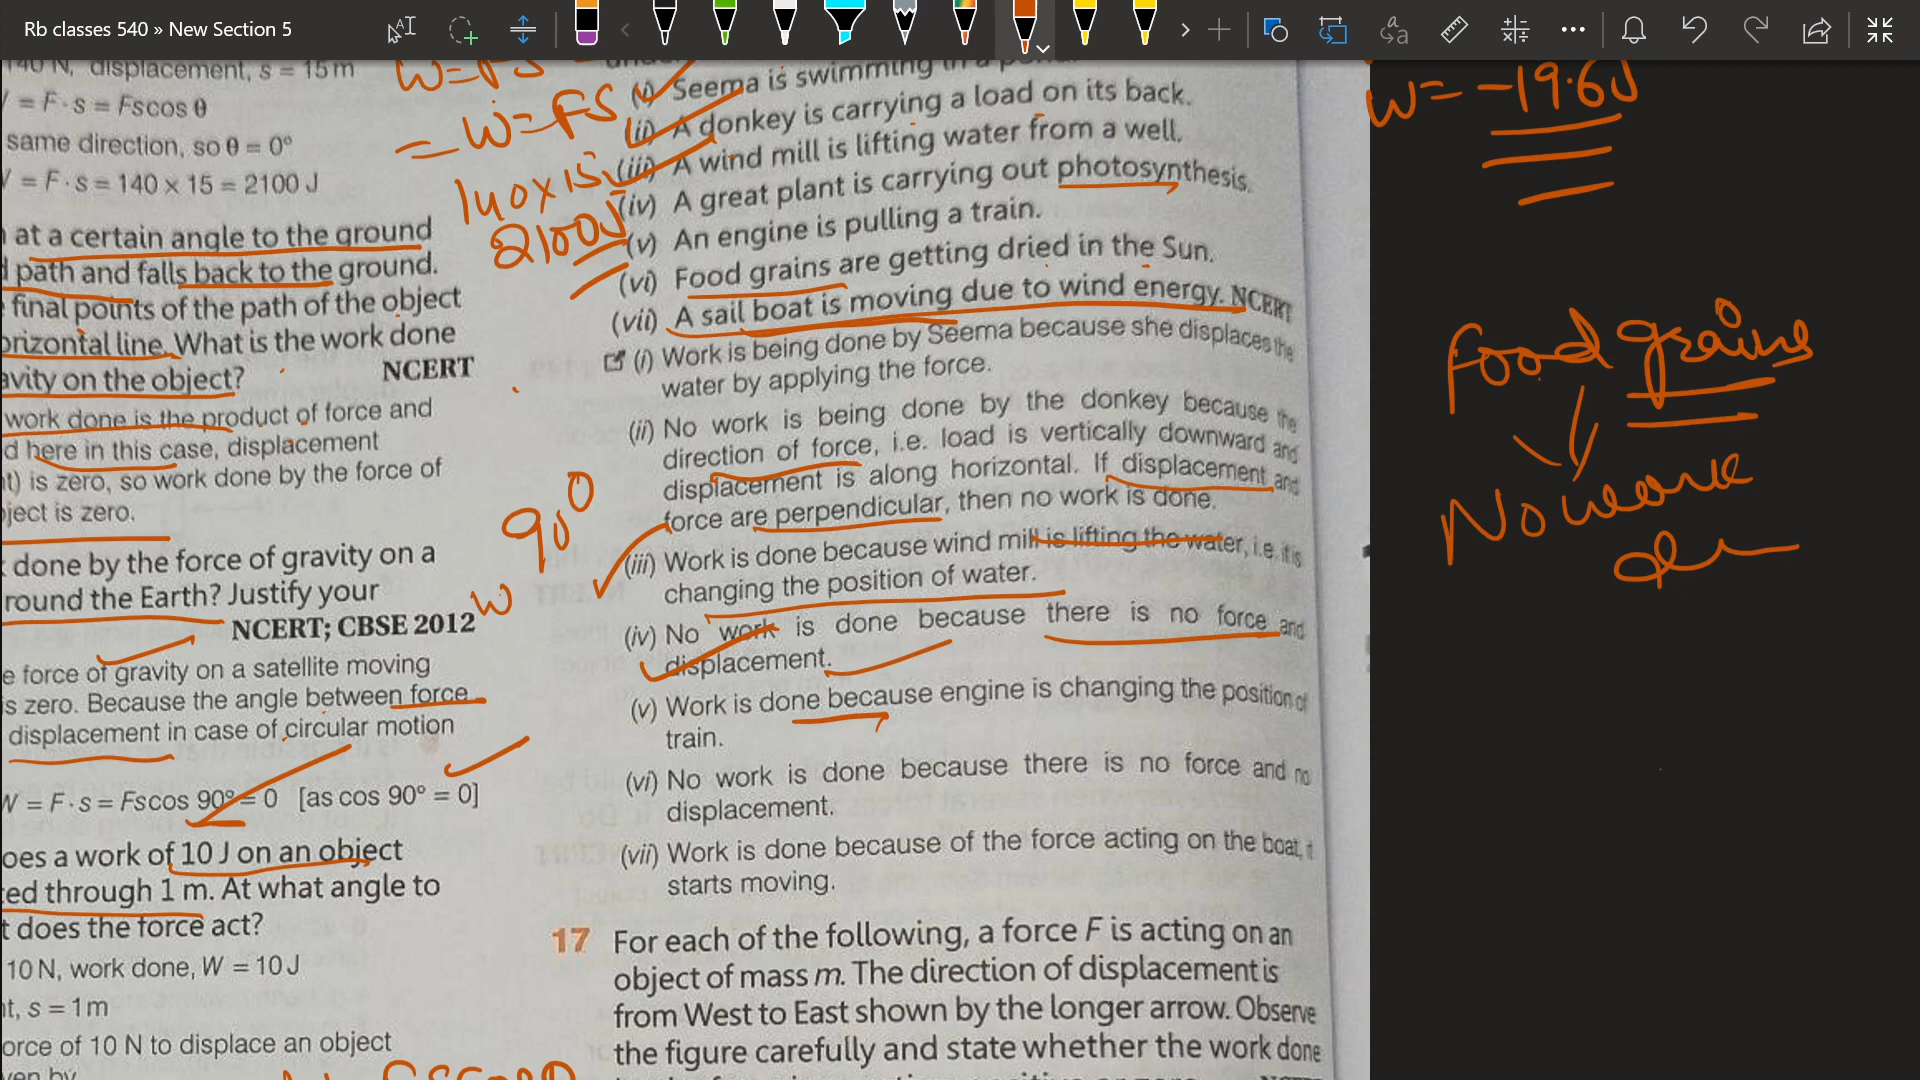 Rb classes 540 » New Section 5
140 N, displacement, s = 15 m
= F·s = Fs cos θ
same direction, so θ = 0°
= F·s = 140 × 15 = 2100 J
at a certain angle to the ground
path and falls back to the ground.
final points of the path of the object
orizontal line. What is the work done
avity on the object?
NCERT
work done is the product of force and
d here in this case, displacement
t) is zero, so work done by the force of
ject is zero.
done by the force of gravity on a
round the Earth? Justify your
NCERT; CBSE 2012
e force of gravity on a satellite moving
s zero. Because the angle between force
displacement in case of circular motion
W = F·s = Fs cos 90° = 0 [as cos 90° = 0]
oes a work of 10 J on an object
ced through 1 m. At what angle to
t does the force act?
10 N, work done, W = 10 J
nt, s = 1 m
orce of 10 N to displace an object
ven by
W = FS
W = FS
140×15
2100J
90°
W
(i) Seema is swimming in a pond.
(ii) A donkey is carrying a load on its back.
(iii) A wind mill is lifting water from a well.
(iv) A great plant is carrying out photosynthesis.
(v) An engine is pulling a train.
(vi) Food grains are getting dried in the Sun.
(vii) A sail boat is moving due to wind energy. NCERT
(i) Work is being done by Seema because she displaces the
water by applying the force.
(ii) No work is being done by the donkey because the
direction of force, i.e. load is vertically downward and
displacement is along horizontal. If displacement and
force are perpendicular, then no work is done.
(iii) Work is done because wind mill is lifting the water, i.e. it is
changing the position of water.
(iv) No work is done because there is no force and
displacement.
(v) Work is done because engine is changing the position of
train.
(vi) No work is done because there is no force and no
displacement.
(vii) Work is done because of the force acting on the boat, it
starts moving.
17 For each of the following, a force F is acting on an
object of mass m. The direction of displacement is
from West to East shown by the longer arrow. Observe
the figure carefully and state whether the work done
W = -19.6J
Food grains
No work